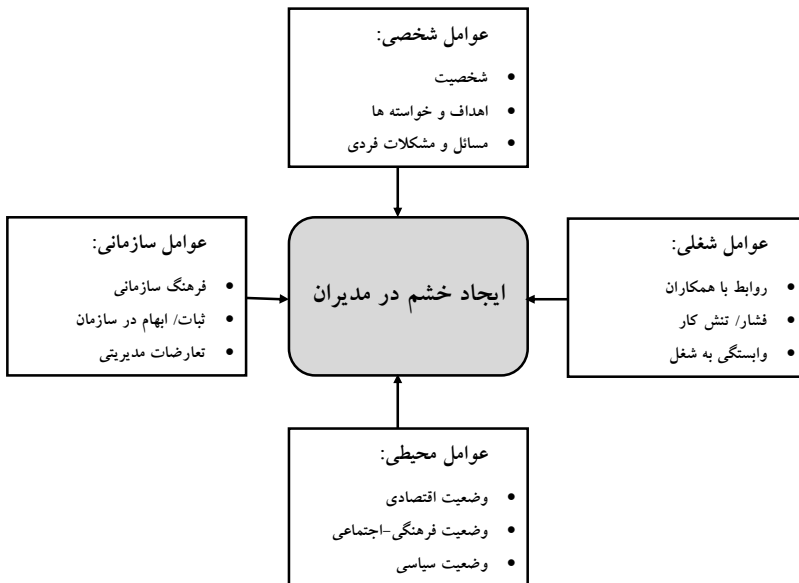 عوامل شخصی:
• شخصیت
• اهداف و خواسته ها
• مسائل و مشکلات فردی
عوامل شغلی:
• روابط با همکاران
• فشار/ تنش کار
• وابستگی به شغل
ایجاد خشم در مدیران
عوامل سازمانی:
• فرهنگ سازمانی
• ثبات/ ابهام در سازمان
• تعارضات مدیریتی
عوامل محیطی:
• وضعیت اقتصادی
• وضعیت فرهنگی-اجتماعی
• وضعیت سیاسی